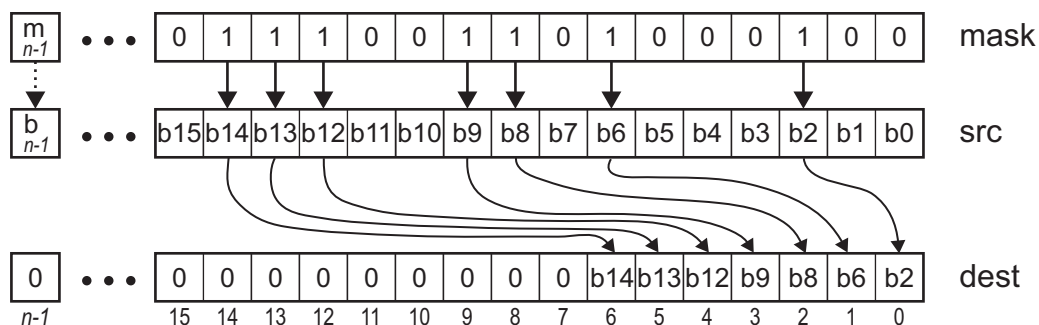 m n-1 • • • 0 1 1 1 0 0 1 1 0 1 0 0 0 1 0 0 mask
b n-1 • • • b15 b14 b13 b12 b11 b10 b9 b8 b7 b6 b5 b4 b3 b2 b1 b0 src
0 • • • 0 0 0 0 0 0 0 0 0 b14 b13 b12 b9 b8 b6 b2 dest
n-1 15 14 13 12 11 10 9 8 7 6 5 4 3 2 1 0